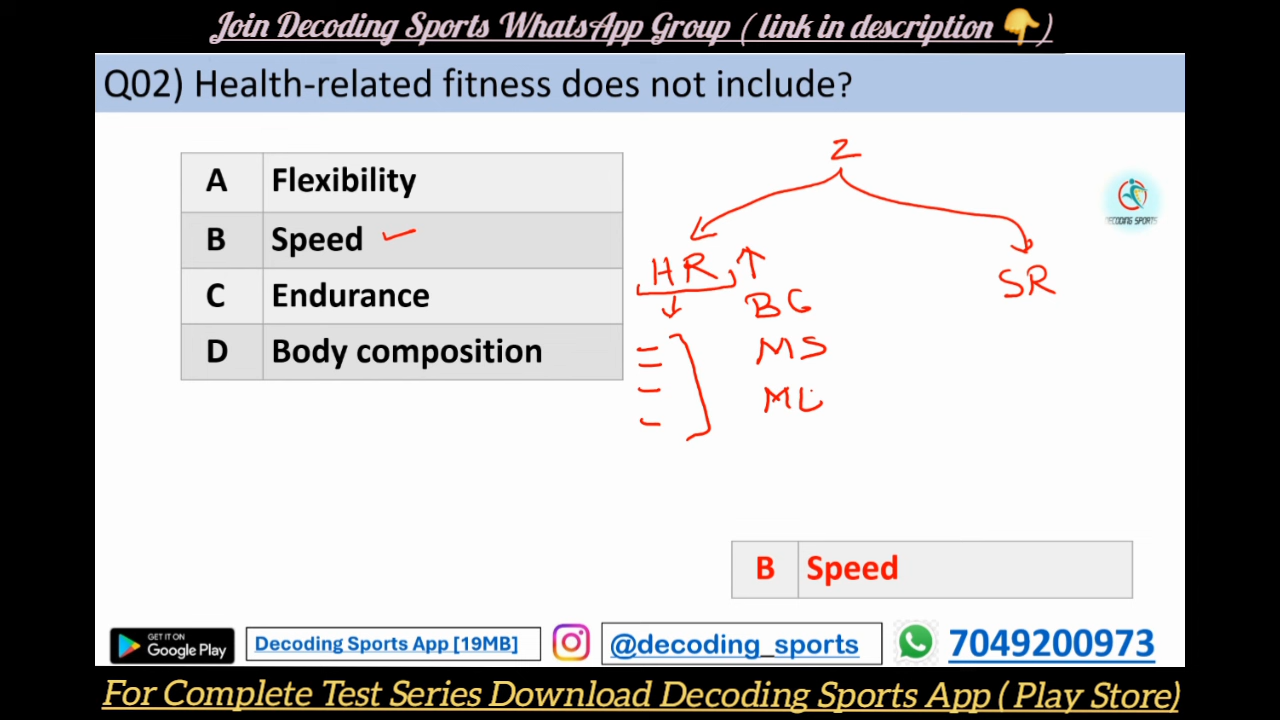 Join Decoding Sports WhatsApp Group ( link in description 👇)
Q02) Health-related fitness does not include?
A Flexibility
B Speed
C Endurance
D Body composition
2
HR
SR
BC
MS
DECODING SPORTS
B Speed
GET IT ON
Google Play
Decoding Sports App [19MB]
@decoding_sports
7049200973
For Complete Test Series Download Decoding Sports App ( Play Store)